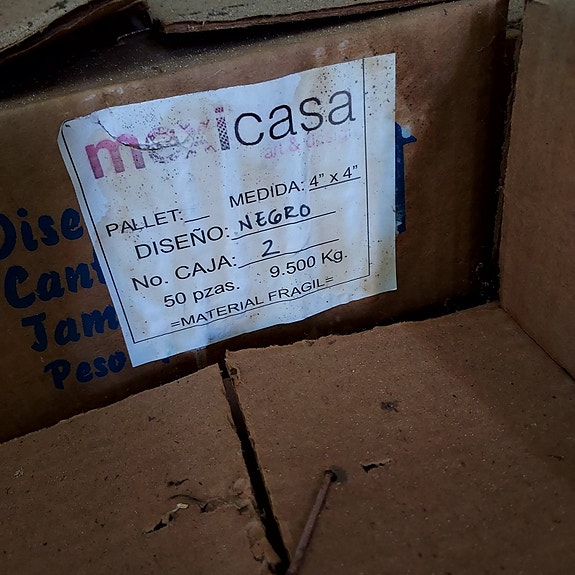 mexicasa
art & design
PALLET: __ MEDIDA: 4" x 4"
DISEÑO: NEGRO
No. CAJA: 2
50 pzas. 9.500 Kg.
=MATERIAL FRAGIL=
Dise
Cant
Jam
Peso